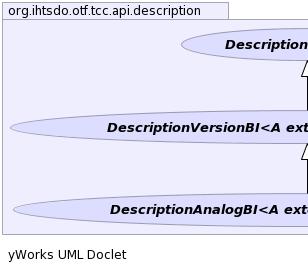 org.ihtsdo.otf.tcc.api.description
Description
DescriptionVersionBI<A ext
DescriptionAnalogBI<A ext
yWorks UML Doclet